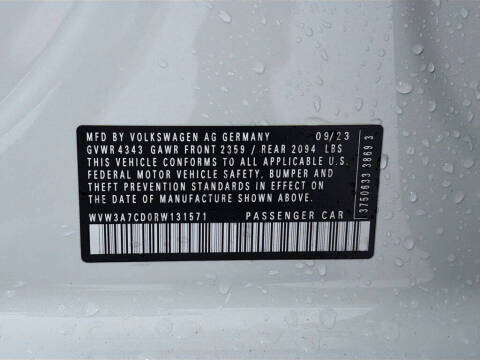 MFD BY VOLKSWAGEN AG GERMANY 09/23
GVWR 4343 GAWR FRONT 2359 / REAR 2094 LBS
THIS VEHICLE CONFORMS TO ALL APPLICABLE U.S.
FEDERAL MOTOR VEHICLE SAFETY, BUMPER AND
THEFT PREVENTION STANDARDS IN EFFECT ON
THE DATE OF MANUFACTURE SHOWN ABOVE.
WVW3A7CD0RW131571 PASSENGER CAR
3750633 3869 3